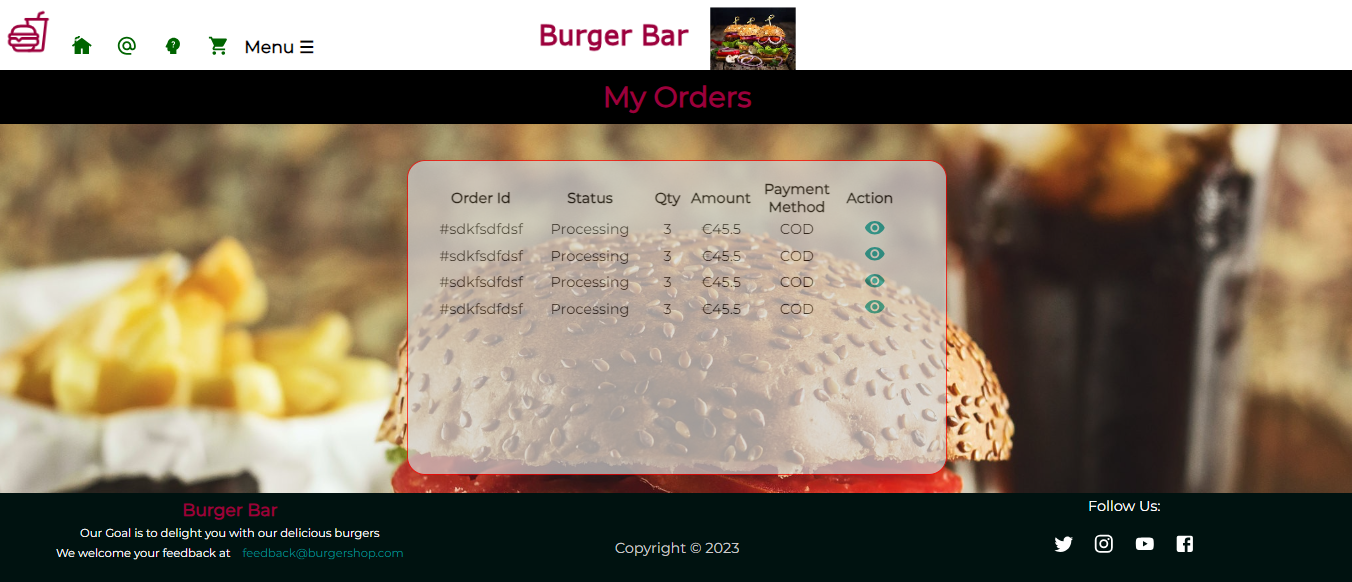 Menu ☰
Burger Bar
My Orders
Order Id Status Qty Amount Payment Method Action
#sdkfsdfdsf Processing 3 €45.5 COD
#sdkfsdfdsf Processing 3 €45.5 COD
#sdkfsdfdsf Processing 3 €45.5 COD
#sdkfsdfdsf Processing 3 €45.5 COD
Burger Bar
Our Goal is to delight you with our delicious burgers
We welcome your feedback at feedback@burgershop.com
Copyright © 2023
Follow Us: